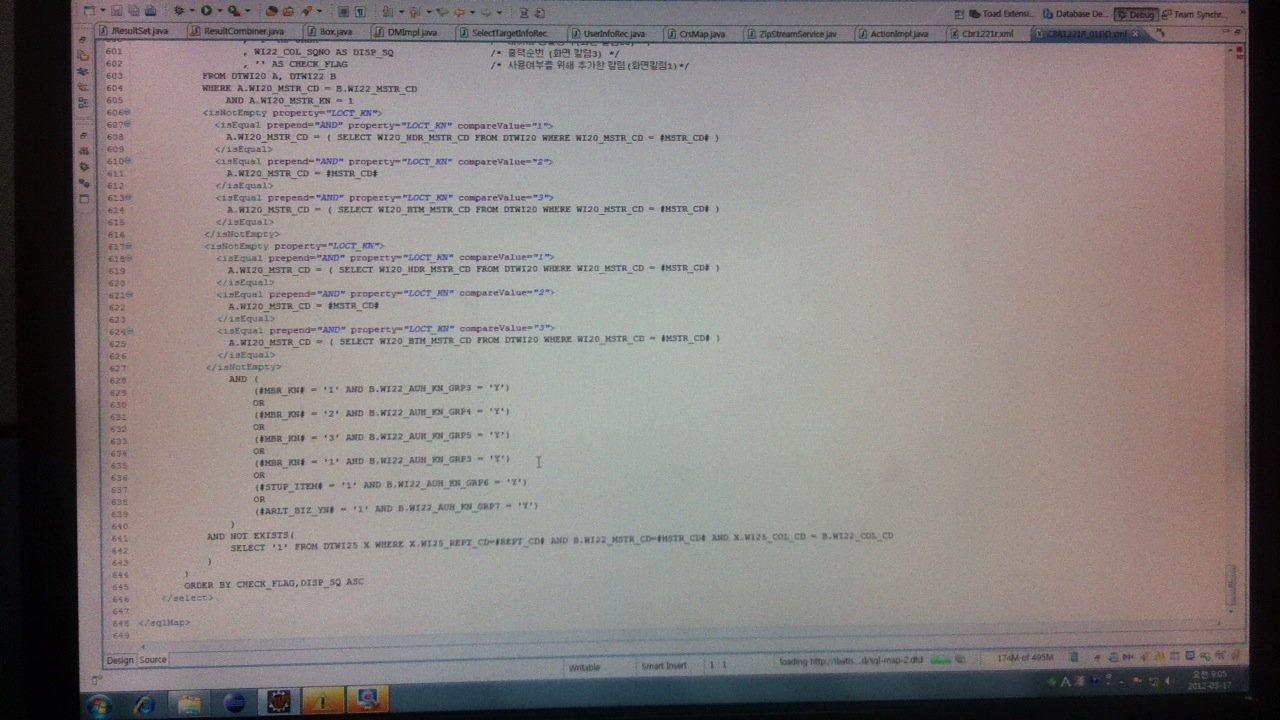 Toad Extensi...
Database De...
Debug
Team Synchr...
JResultSet.java
ResultCombiner.java
Box.java
DMImpl.java
SelectTargetInfoRec.
UserInfoRec.java
CrsMap.java
ZipStreamService.jav
ActionImpl.java
Cbr1221r.xml
CBR1221R_01DD.xml
601 , WI22_COL_SQNO AS DISP_SQ /* 출력순번 (화면 칼럼3) */
602 , '' AS CHECK_FLAG /* 사용여부를 위해 추가한 칼럼(화면칼럼1)*/
603 FROM DTWI20 A, DTWI22 B
604 WHERE A.WI20_MSTR_CD = B.WI22_MSTR_CD
605 AND A.WI20_MSTR_KN = 1
606 <isNotEmpty property="LOCT_KN">
607 <isEqual prepend="AND" property="LOCT_KN" compareValue="1">
608 A.WI20_MSTR_CD = ( SELECT WI20_HDR_MSTR_CD FROM DTWI20 WHERE WI20_MSTR_CD = #MSTR_CD# )
609 </isEqual>
610 <isEqual prepend="AND" property="LOCT_KN" compareValue="2">
611 A.WI20_MSTR_CD = #MSTR_CD#
612 </isEqual>
613 <isEqual prepend="AND" property="LOCT_KN" compareValue="3">
614 A.WI20_MSTR_CD = ( SELECT WI20_BTM_MSTR_CD FROM DTWI20 WHERE WI20_MSTR_CD = #MSTR_CD# )
615 </isEqual>
616 </isNotEmpty>
617 <isNotEmpty property="LOCT_KN">
618 <isEqual prepend="AND" property="LOCT_KN" compareValue="1">
619 A.WI20_MSTR_CD = ( SELECT WI20_HDR_MSTR_CD FROM DTWI20 WHERE WI20_MSTR_CD = #MSTR_CD# )
620 </isEqual>
621 <isEqual prepend="AND" property="LOCT_KN" compareValue="2">
622 A.WI20_MSTR_CD = #MSTR_CD#
623 </isEqual>
624 <isEqual prepend="AND" property="LOCT_KN" compareValue="3">
625 A.WI20_MSTR_CD = ( SELECT WI20_BTM_MSTR_CD FROM DTWI20 WHERE WI20_MSTR_CD = #MSTR_CD# )
626 </isEqual>
627 </isNotEmpty>
628 AND (
629 (#MBR_KN# = '1' AND B.WI22_AUH_KN_GRP3 = 'Y')
630 OR
631 (#MBR_KN# = '2' AND B.WI22_AUH_KN_GRP4 = 'Y')
632 OR
633 (#MBR_KN# = '3' AND B.WI22_AUH_KN_GRP5 = 'Y')
634 OR
635 (#MBR_KN# = '1' AND B.WI22_AUH_KN_GRP3 = 'Y')
636 OR
637 (#STUP_ITEM# = '1' AND B.WI22_AUH_KN_GRP6 = 'Y')
638 OR
639 (#ARLT_BIZ_YN# = '1' AND B.WI22_AUH_KN_GRP7 = 'Y')
640 )
641 AND NOT EXISTS(
642 SELECT '1' FROM DTWI25 X WHERE X.WI25_REPT_CD=#REPT_CD# AND B.WI22_MSTR_CD=#MSTR_CD# AND X.WI25_COL_CD = B.WI22_COL_CD
643 )
644 )
645 ORDER BY CHECK_FLAG,DISP_SQ ASC
646 </select>
647
648 </sqlMap>
649
Design Source
Writable
Smart Insert
1 : 1
loading http://ibatis...d/sql-map-2.dtd
174M of 495M
A 漢
오전 9:05
2012-03-17